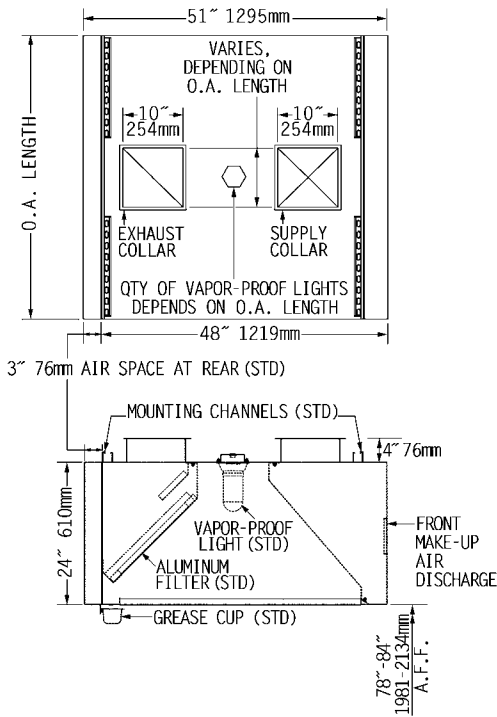 51″ 1295mm
VARIES,
DEPENDING ON
O.A. LENGTH
10″
254mm
10″
254mm
O.A. LENGTH
EXHAUST
COLLAR
SUPPLY
COLLAR
QTY OF VAPOR-PROOF LIGHTS
DEPENDS ON O.A. LENGTH
48″ 1219mm
3″ 76mm AIR SPACE AT REAR (STD)
MOUNTING CHANNELS (STD)
4″ 76mm
24″ 610mm
VAPOR-PROOF
LIGHT (STD)
ALUMINUM
FILTER (STD)
FRONT
MAKE-UP
AIR
DISCHARGE
GREASE CUP (STD)
78″-84″
1981-2134mm
A.F.F.